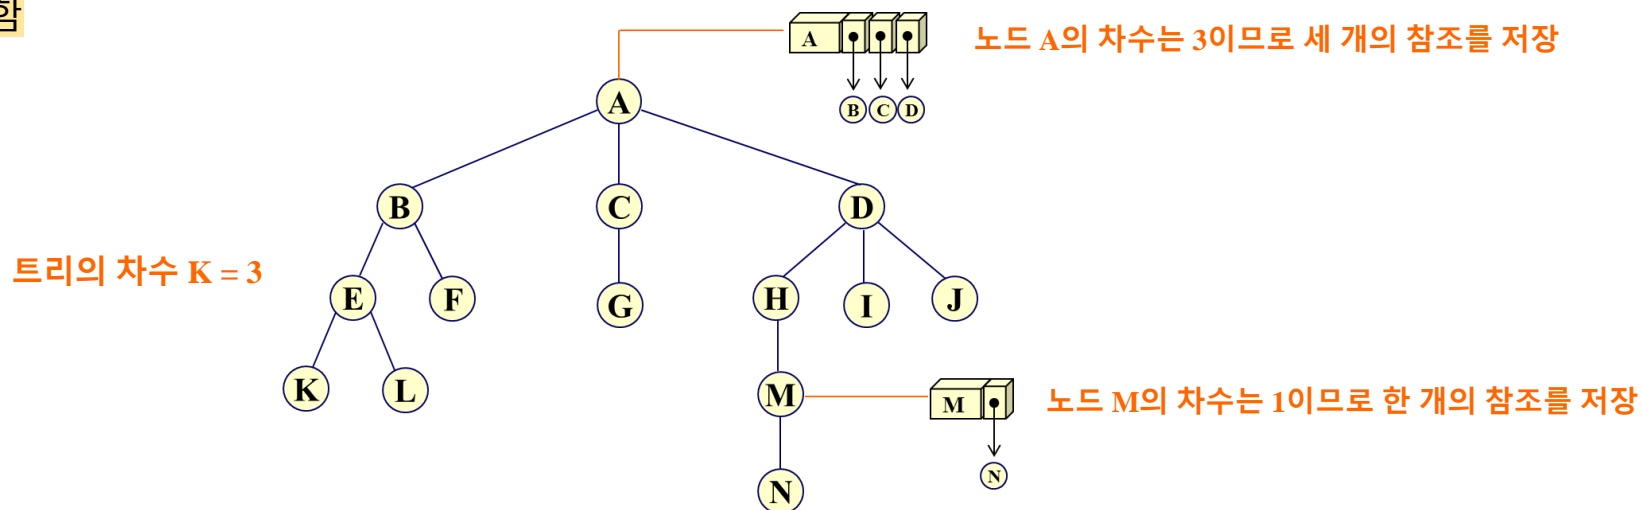 함
A
노드 A의 차수는 3이므로 세 개의 참조를 저장
B C D
A
B C D
트리의 차수 K = 3
E F G H I J
K L M
M
노드 M의 차수는 1이므로 한 개의 참조를 저장
N
N